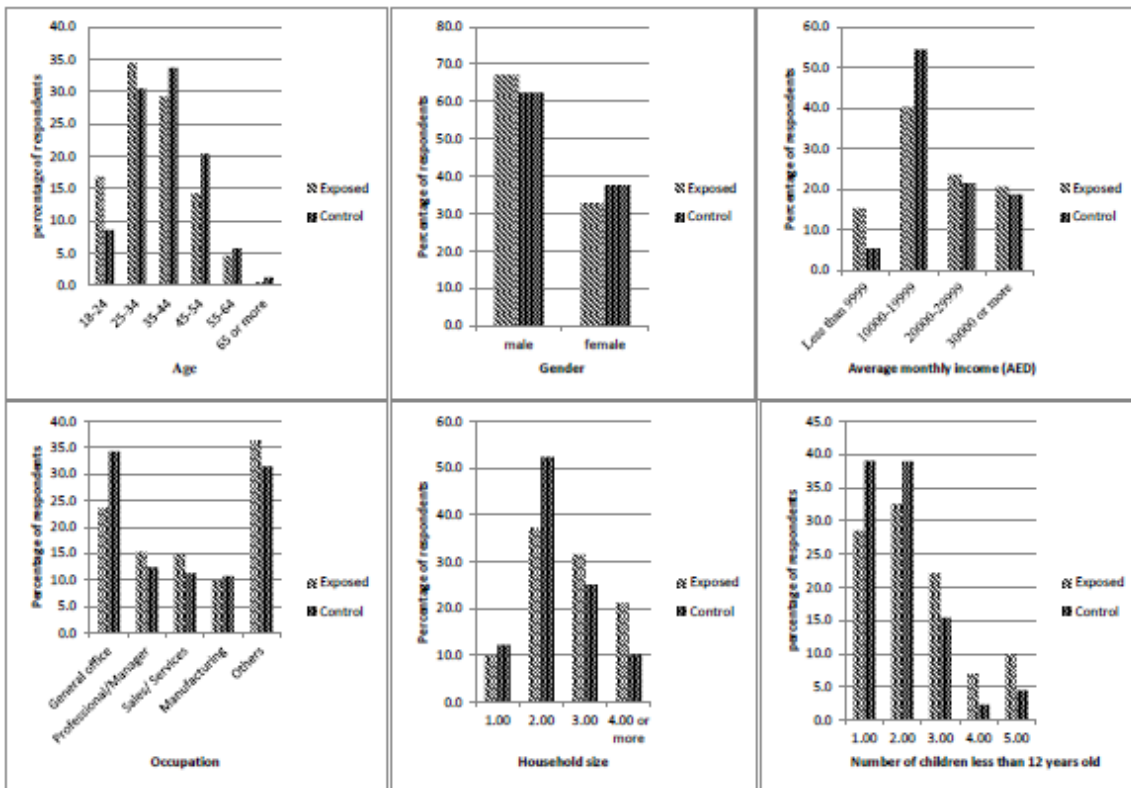 percentage of respondents
40.0
35.0
30.0
25.0
20.0
15.0
10.0
5.0
0.0
18-24
25-34
35-44
45-54
55-64
65 or more
Age
Exposed
Control
Percentage of respondents
80.0
70.0
60.0
50.0
40.0
30.0
20.0
10.0
0.0
male
female
Gender
Exposed
Control
Percentage of respondents
60.0
50.0
40.0
30.0
20.0
10.0
0.0
Less than 9999
10000-19999
20000-29999
30000 or more
Average monthly income (AED)
Exposed
Control
Percentage of respondents
40.0
35.0
30.0
25.0
20.0
15.0
10.0
5.0
0.0
General office
Professional/Manager
Sales/ Services
Manufacturing
Others
Occupation
Exposed
Control
Percentage of respondents
60.0
50.0
40.0
30.0
20.0
10.0
0.0
1.00
2.00
3.00
4.00 or
more
Household size
Exposed
Control
percentage of respondents
45.0
40.0
35.0
30.0
25.0
20.0
15.0
10.0
5.0
0.0
1.00
2.00
3.00
4.00
5.00
Number of children less than 12 years old
Exposed
Control